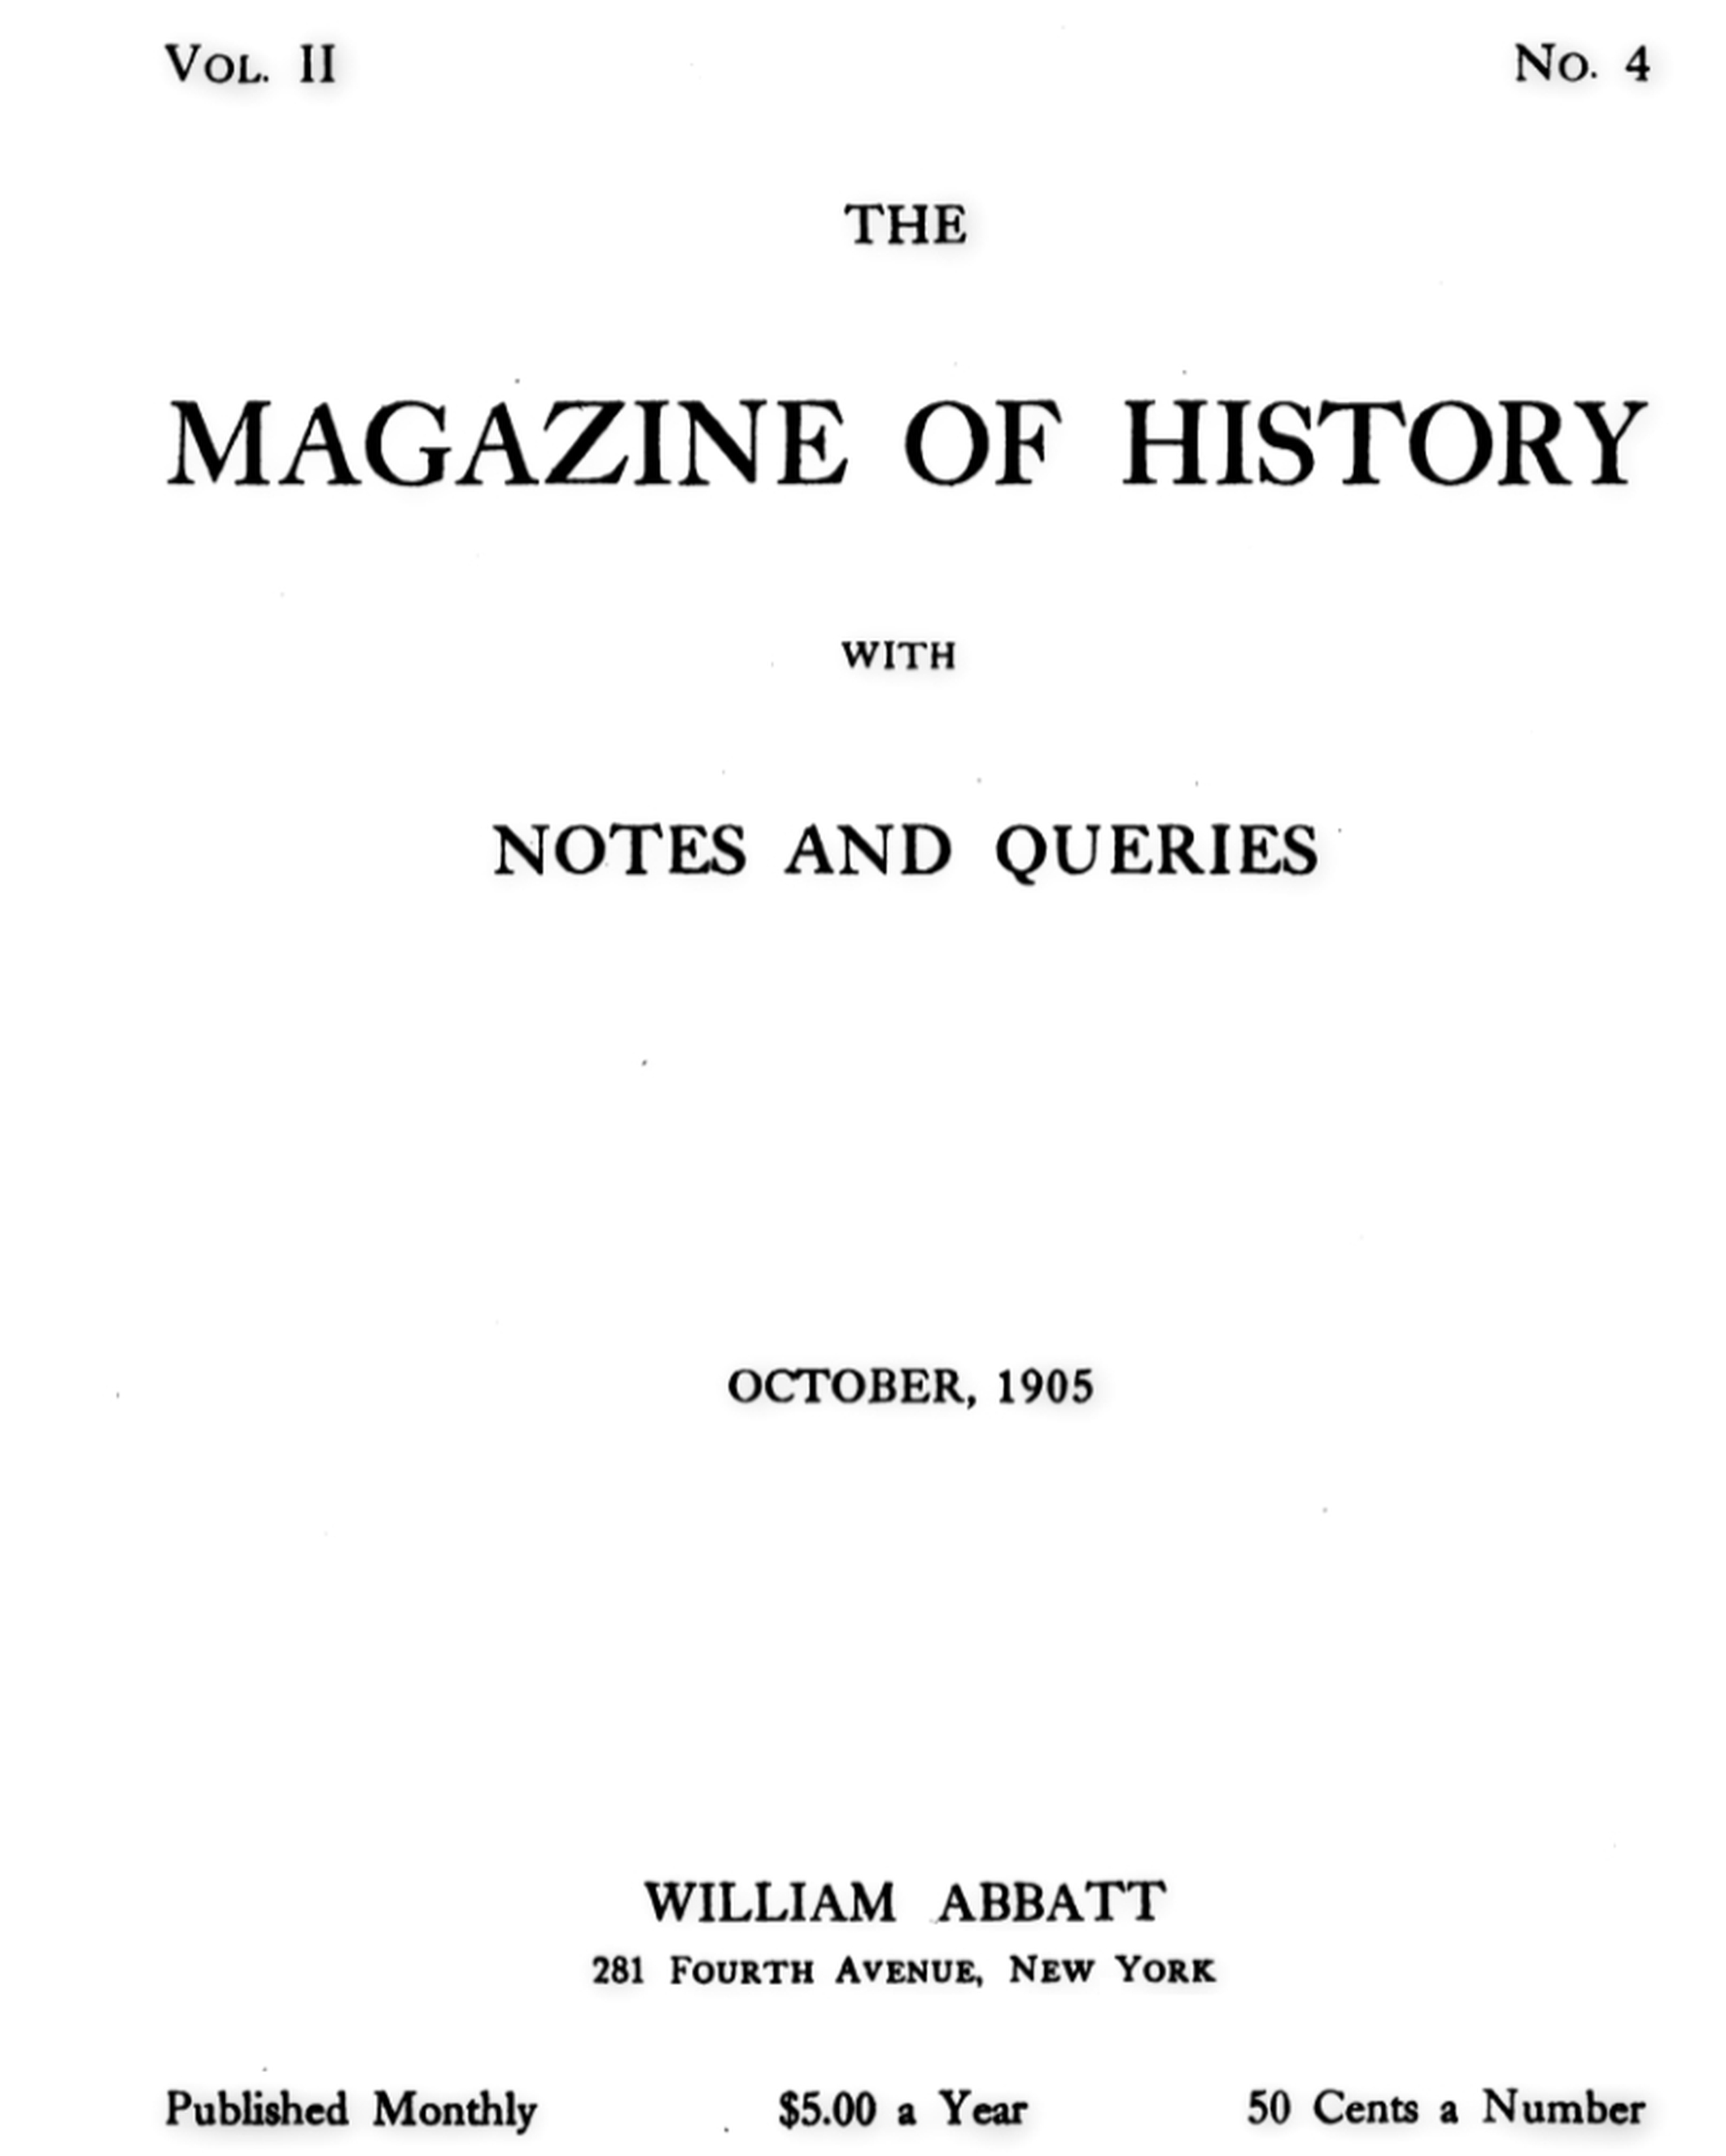 Vol. II No. 4
THE
MAGAZINE OF HISTORY
WITH
NOTES AND QUERIES
OCTOBER, 1905
WILLIAM ABBATT
281 Fourth Avenue, New York
Published Monthly $5.00 a Year 50 Cents a Number